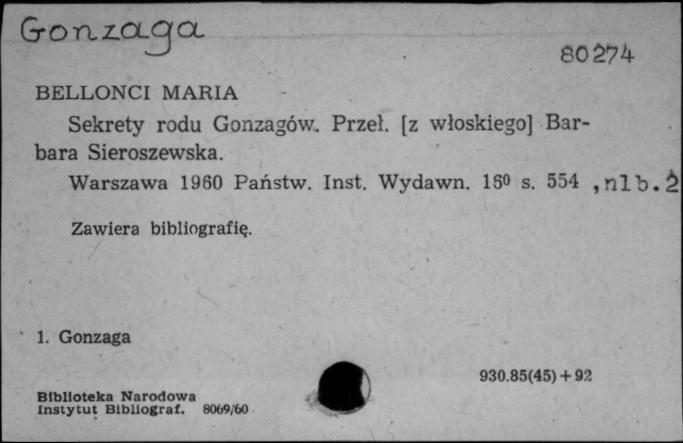 Gonzaga
80274
BELLONCI MARIA
Sekrety rodu Gonzagów. Przeł. [z włoskiego] Bar-
bara Sieroszewska.
Warszawa 1960 Państw. Inst. Wydawn. 16⁰ s. 554 ,nlb.2
Zawiera bibliografię.
1. Gonzaga
930.85(45) + 92
Biblioteka Narodowa
Instytut Bibliograf. 8069/60